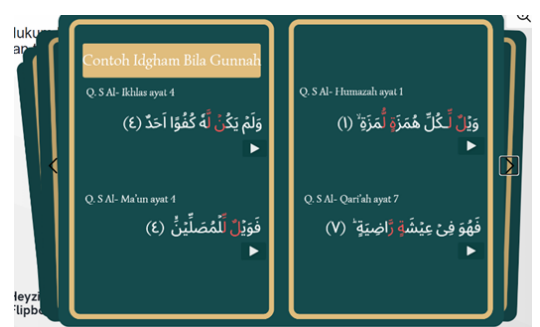 Contoh Idgham Bila Gunnah
Q. S Al- Ikhlas ayat 4
وَلَمْ يَكُنْ لَّهٗ كُفُوًا اَحَدٌ (٤)
Q. S Al- Ma'un ayat 4
فَوَيْلٌ لِّلْمُصَلِّيْنَۙ (٤)
Q. S Al- Humazah ayat 1
وَيْلٌ لِّكُلِّ هُمَزَةٍ لُّمَزَةٍۙ (١)
Q. S Al- Qari'ah ayat 7
فَهُوَ فِيْ عِيْشَةٍ رَّاضِيَةٍۗ (٧)